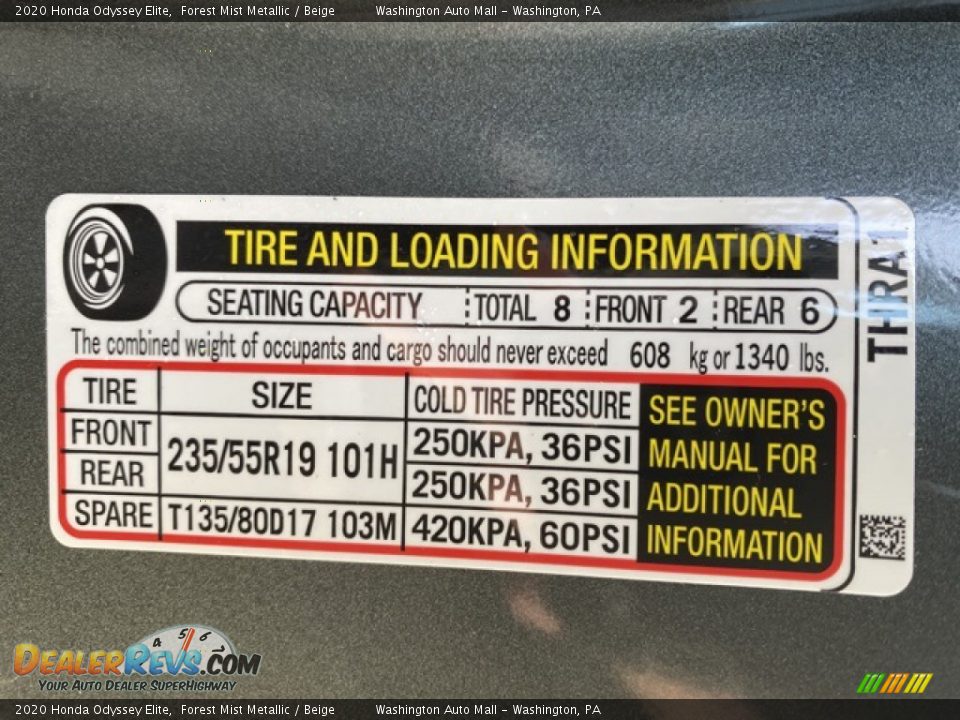 2020 Honda Odyssey Elite, Forest Mist Metallic / Beige Washington Auto Mall - Washington, PA
TIRE AND LOADING INFORMATION
SEATING CAPACITY TOTAL 8 FRONT 2 REAR 6
The combined weight of occupants and cargo should never exceed 608 kg or 1340 lbs.
TIRE SIZE COLD TIRE PRESSURE
FRONT 235/55R19 101H 250KPA, 36PSI
REAR 250KPA, 36PSI
SPARE T135/80D17 103M 420KPA, 60PSI
SEE OWNER'S
MANUAL FOR
ADDITIONAL
INFORMATION
4 5 6
DEALERREVS.COM
YOUR AUTO DEALER SUPERHIGHWAY
2020 Honda Odyssey Elite, Forest Mist Metallic / Beige Washington Auto Mall - Washington, PA